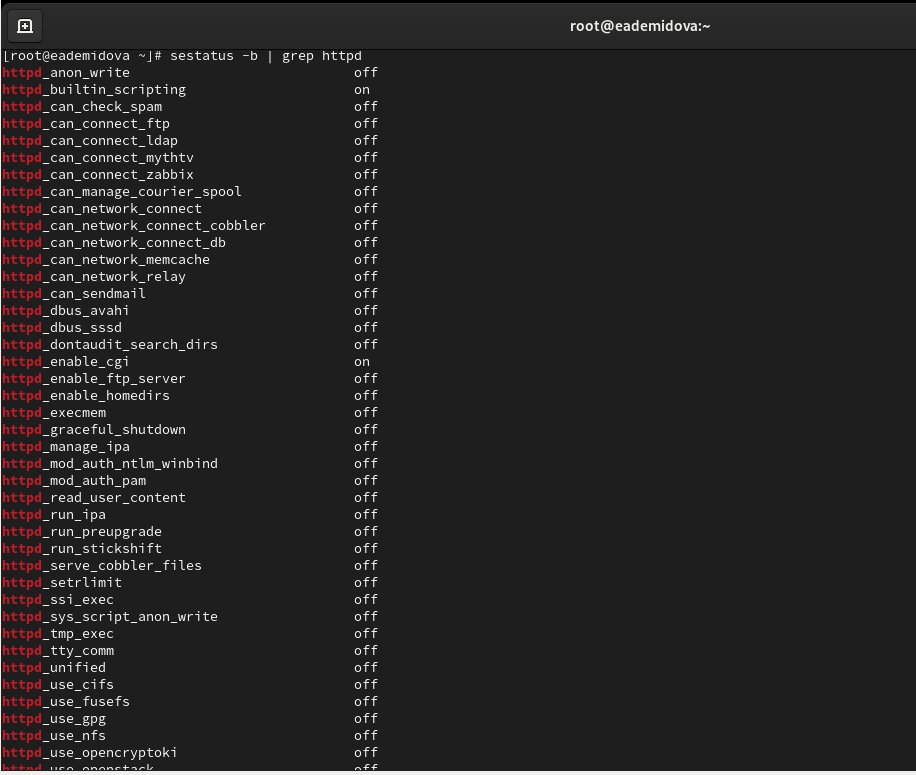 root@eademidova:~
[root@eademidova ~]# sestatus -b | grep httpd
httpd_anon_write off
httpd_builtin_scripting on
httpd_can_check_spam off
httpd_can_connect_ftp off
httpd_can_connect_ldap off
httpd_can_connect_mythtv off
httpd_can_connect_zabbix off
httpd_can_manage_courier_spool off
httpd_can_network_connect off
httpd_can_network_connect_cobbler off
httpd_can_network_connect_db off
httpd_can_network_memcache off
httpd_can_network_relay off
httpd_can_sendmail off
httpd_dbus_avahi off
httpd_dbus_sssd off
httpd_dontaudit_search_dirs off
httpd_enable_cgi on
httpd_enable_ftp_server off
httpd_enable_homedirs off
httpd_execmem off
httpd_graceful_shutdown off
httpd_manage_ipa off
httpd_mod_auth_ntlm_winbind off
httpd_mod_auth_pam off
httpd_read_user_content off
httpd_run_ipa off
httpd_run_preupgrade off
httpd_run_stickshift off
httpd_serve_cobbler_files off
httpd_setrlimit off
httpd_ssi_exec off
httpd_sys_script_anon_write off
httpd_tmp_exec off
httpd_tty_comm off
httpd_unified off
httpd_use_cifs off
httpd_use_fusefs off
httpd_use_gpg off
httpd_use_nfs off
httpd_use_opencryptoki off
httpd_use_openstack off